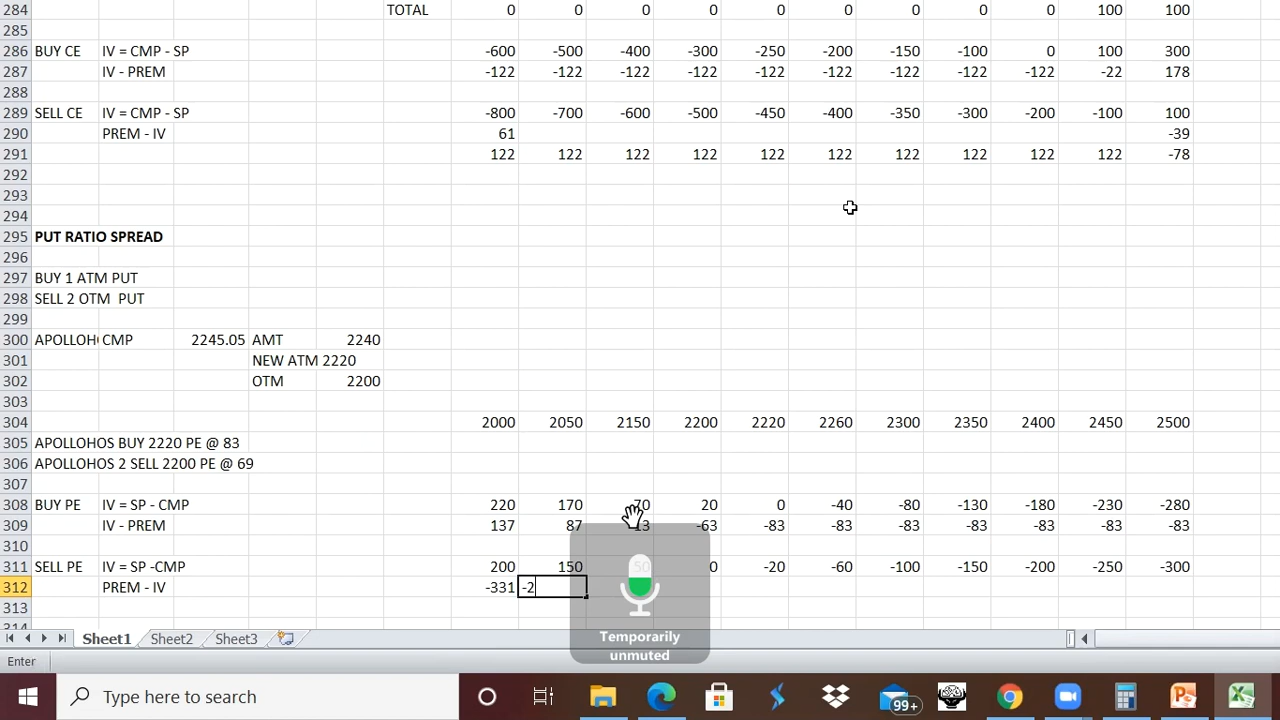 284 TOTAL 0 0 0 0 0 0 0 0 0 100 100
285
286 BUY CE IV = CMP - SP -600 -500 -400 -300 -250 -200 -150 -100 0 100 300
287 IV - PREM -122 -122 -122 -122 -122 -122 -122 -122 -122 -22 178
288
289 SELL CE IV = CMP - SP -800 -700 -600 -500 -450 -400 -350 -300 -200 -100 100
290 PREM - IV 61 -39
291 122 122 122 122 122 122 122 122 122 122 -78
292
293
294
295 PUT RATIO SPREAD
296
297 BUY 1 ATM PUT
298 SELL 2 OTM PUT
299
300 APOLLOH CMP 2245.05 AMT 2240
301 NEW ATM 2220
302 OTM 2200
303
304 2000 2050 2150 2200 2220 2260 2300 2350 2400 2450 2500
305 APOLLOHOS BUY 2220 PE @ 83
306 APOLLOHOS 2 SELL 2200 PE @ 69
307
308 BUY PE IV = SP - CMP 220 170 70 20 0 -40 -80 -130 -180 -230 -280
309 IV - PREM 137 87 13 -63 -83 -83 -83 -83 -83 -83 -83
310
311 SELL PE IV = SP -CMP 200 150 50 0 -20 -60 -100 -150 -200 -250 -300
312 PREM - IV -331 -2
313
314
Temporarily
unmuted
Sheet1 Sheet2 Sheet3
Enter
Type here to search
99+